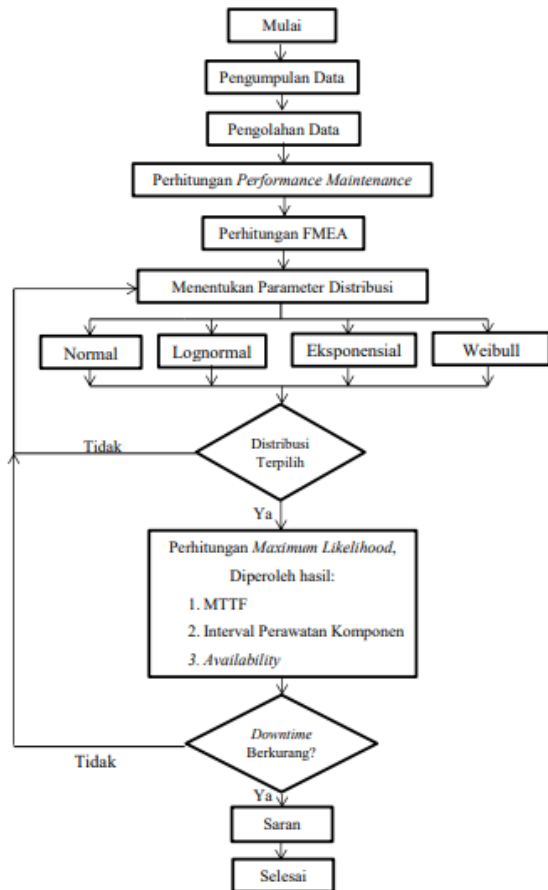 Mulai
Pengumpulan Data
Pengolahan Data
Perhitungan Performance Maintenance
Perhitungan FMEA
Menentukan Parameter Distribusi
Normal
Lognormal
Eksponensial
Weibull
Distribusi
Terpilih
Tidak
Ya
Perhitungan Maximum Likelihood,
Diperoleh hasil:
1. MTTF
2. Interval Perawatan Komponen
3. Availability
Downtime
Berkurang?
Tidak
Ya
Saran
Selesai